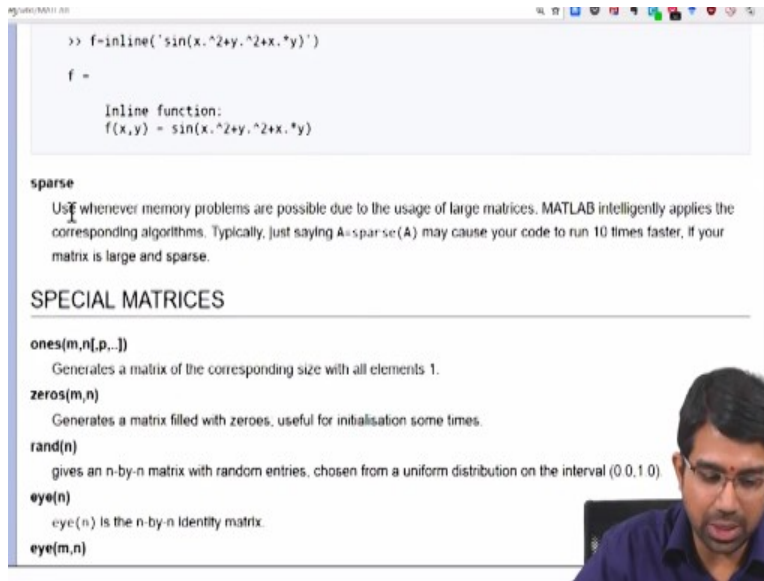 >> f=inline('sin(x.^2+y.^2+x.*y)')
f =
Inline function:
f(x,y) = sin(x.^2+y.^2+x.*y)
sparse
Use whenever memory problems are possible due to the usage of large matrices. MATLAB intelligently applies the
corresponding algorithms. Typically, just saying A=sparse(A) may cause your code to run 10 times faster, if your
matrix is large and sparse.
SPECIAL MATRICES
ones(m,n[,p,..])
Generates a matrix of the corresponding size with all elements 1.
zeros(m,n)
Generates a matrix filled with zeroes, useful for initialisation some times.
rand(n)
gives an n-by-n matrix with random entries, chosen from a uniform distribution on the interval (0.0,1.0).
eye(n)
eye(n) is the n-by-n identity matrix.
eye(m,n)